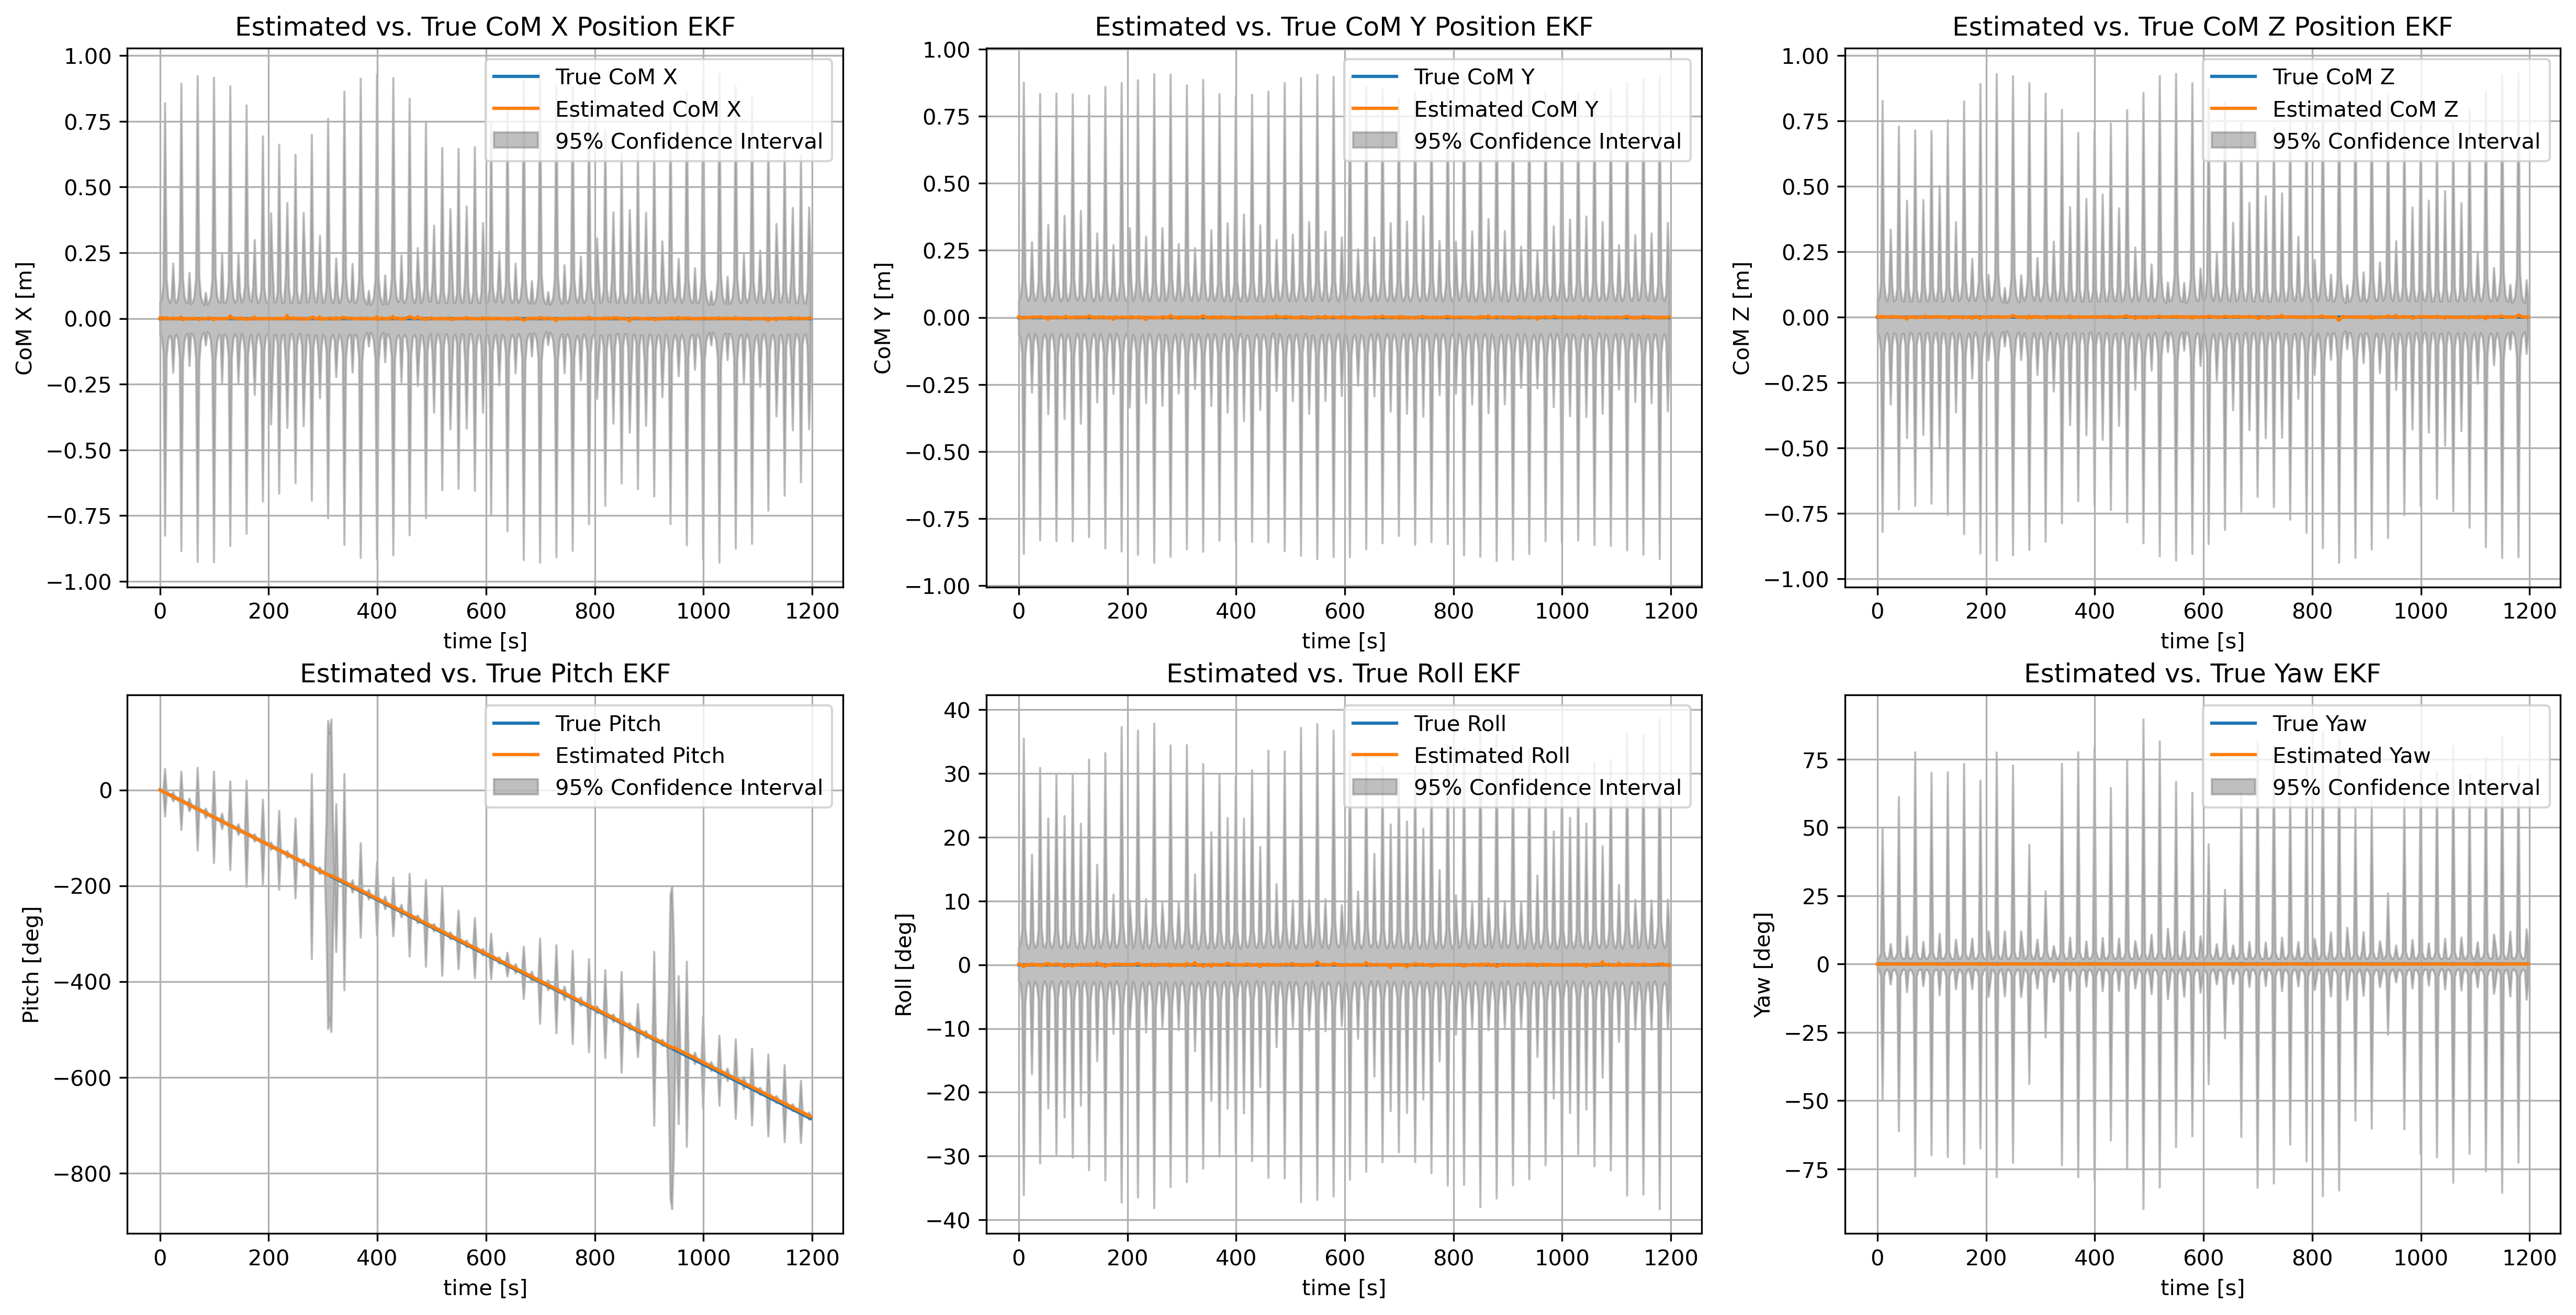 Estimated vs. True CoM X Position EKF
True CoM X
Estimated CoM X
95% Confidence Interval
1.00
0.75
0.50
0.25
0.00
−0.25
−0.50
−0.75
−1.00
CoM X [m]
0 200 400 600 800 1000 1200
time [s]
Estimated vs. True CoM Y Position EKF
True CoM Y
Estimated CoM Y
95% Confidence Interval
1.00
0.75
0.50
0.25
0.00
−0.25
−0.50
−0.75
−1.00
CoM Y [m]
0 200 400 600 800 1000 1200
time [s]
Estimated vs. True CoM Z Position EKF
True CoM Z
Estimated CoM Z
95% Confidence Interval
1.00
0.75
0.50
0.25
0.00
−0.25
−0.50
−0.75
−1.00
CoM Z [m]
0 200 400 600 800 1000 1200
time [s]
Estimated vs. True Pitch EKF
True Pitch
Estimated Pitch
95% Confidence Interval
0
−200
−400
−600
−800
Pitch [deg]
0 200 400 600 800 1000 1200
time [s]
Estimated vs. True Roll EKF
True Roll
Estimated Roll
95% Confidence Interval
40
30
20
10
0
−10
−20
−30
−40
Roll [deg]
0 200 400 600 800 1000 1200
time [s]
Estimated vs. True Yaw EKF
True Yaw
Estimated Yaw
95% Confidence Interval
75
50
25
0
−25
−50
−75
Yaw [deg]
0 200 400 600 800 1000 1200
time [s]